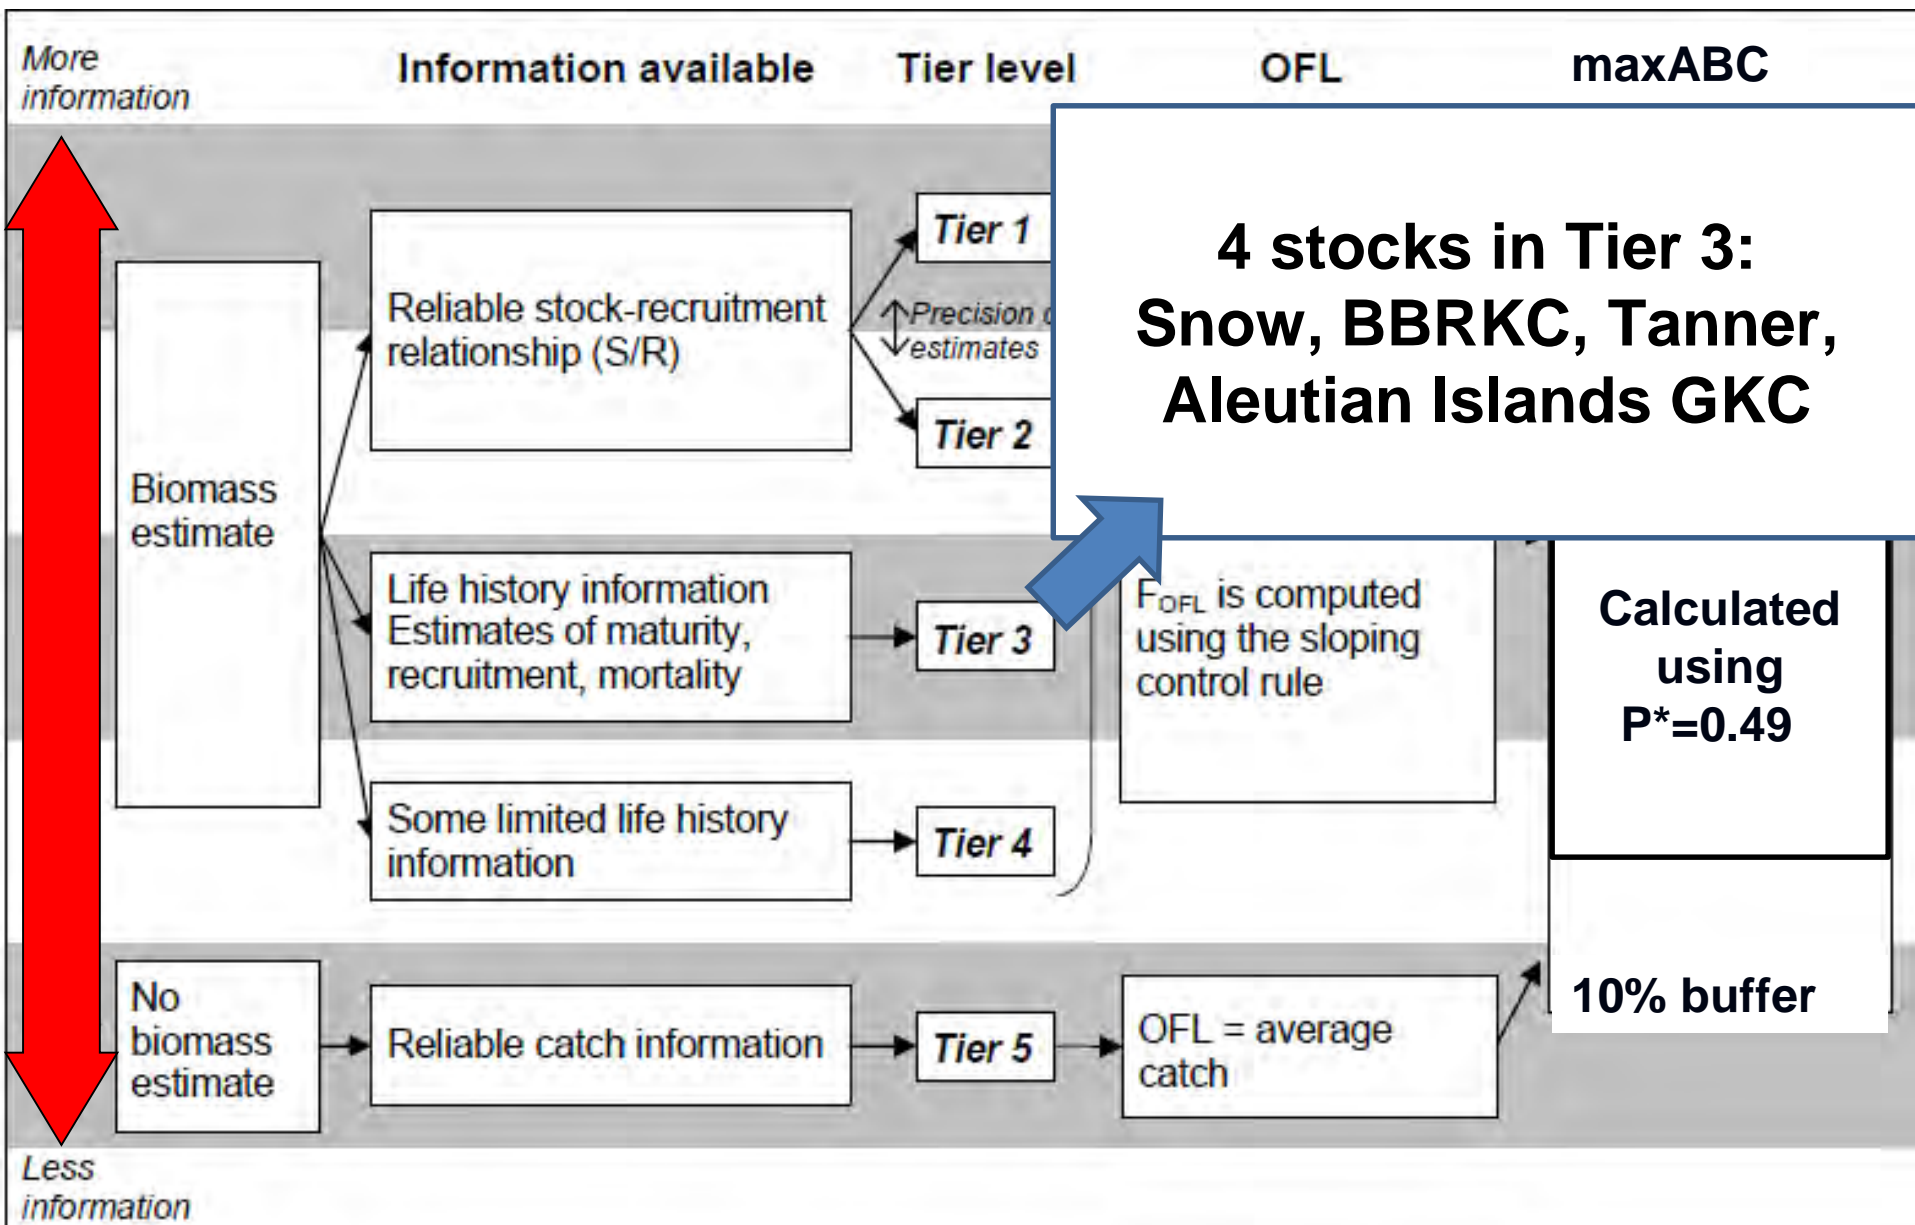 More
information
Information available
Tier level
OFL
maxABC
Biomass
estimate
Reliable stock-recruitment
relationship (S/R)
Tier 1
Precision
estimates
Tier 2
4 stocks in Tier 3:
Snow, BBRKC, Tanner,
Aleutian Islands GKC
Life history information
Estimates of maturity,
recruitment, mortality
Tier 3
Some limited life history
information
Tier 4
FOFL is computed
using the sloping
control rule
Calculated
using
P*=0.49
No
biomass
estimate
Reliable catch information
Tier 5
OFL = average
catch
10% buffer
Less
information